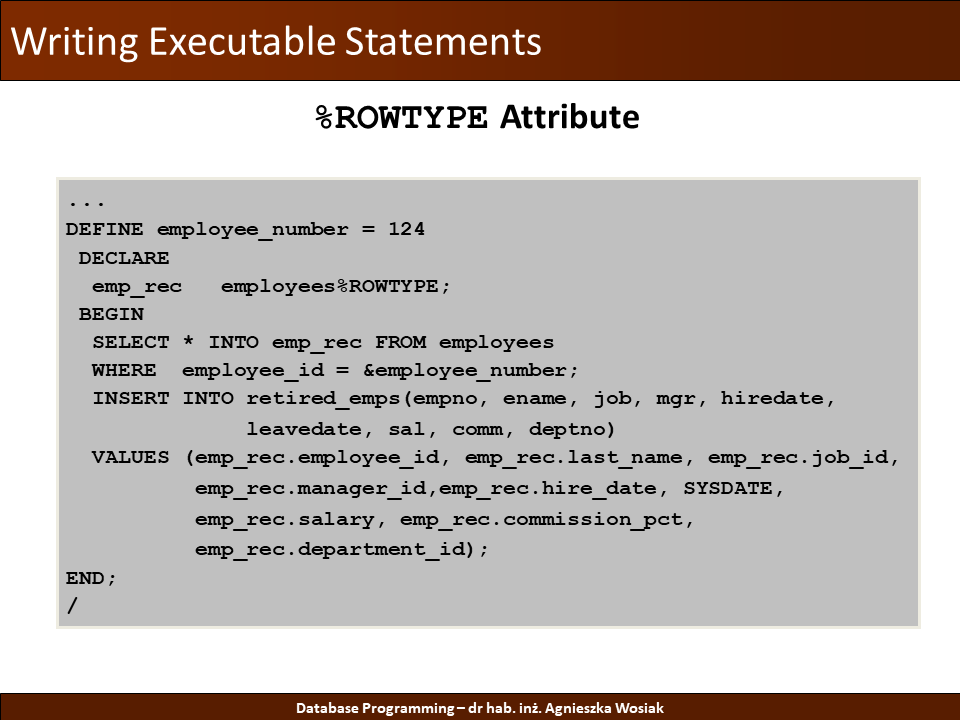 Writing Executable Statements
%ROWTYPE Attribute
...
DEFINE employee_number = 124
DECLARE
emp_rec employees%ROWTYPE;
BEGIN
SELECT * INTO emp_rec FROM employees
WHERE employee_id = &employee_number;
INSERT INTO retired_emps(empno, ename, job, mgr, hiredate,
leavedate, sal, comm, deptno)
VALUES (emp_rec.employee_id, emp_rec.last_name, emp_rec.job_id,
emp_rec.manager_id,emp_rec.hire_date, SYSDATE,
emp_rec.salary, emp_rec.commission_pct,
emp_rec.department_id);
END;
/
Database Programming – dr hab. inż. Agnieszka Wosiak